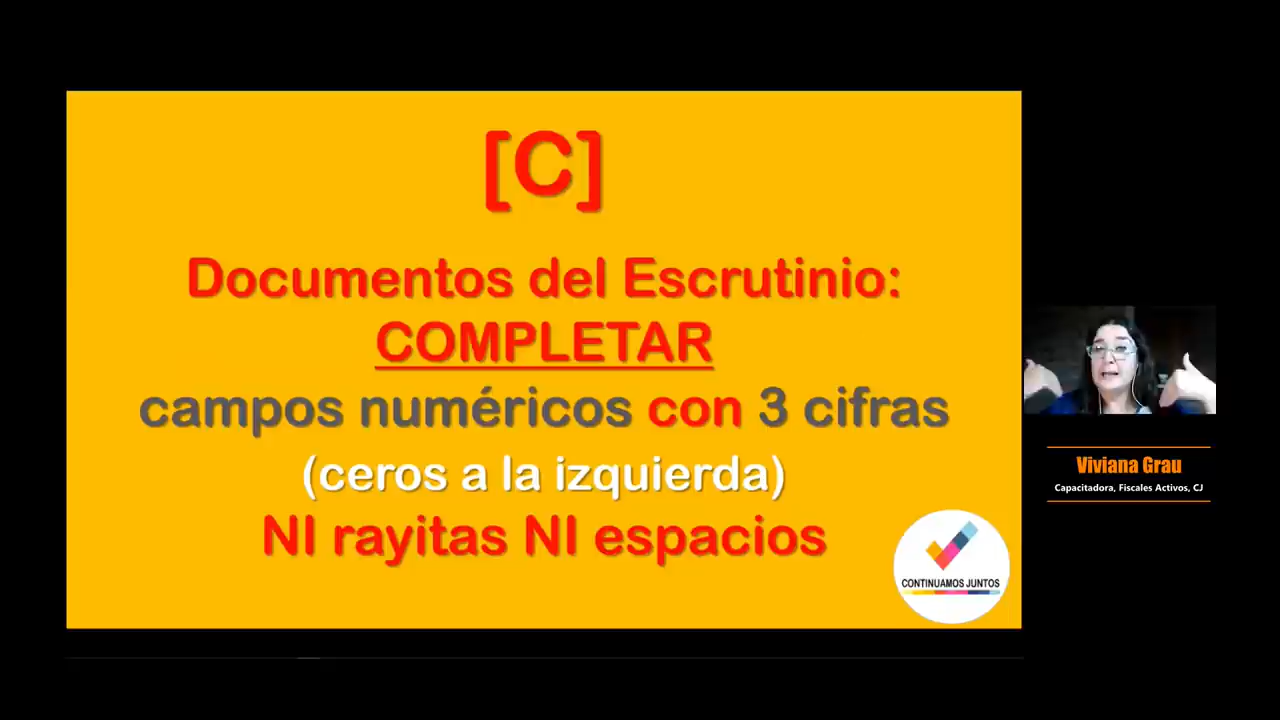 [C]
Documentos del Escrutinio:
COMPLETAR
campos numéricos con 3 cifras
(ceros a la izquierda)
NI rayitas NI espacios
CONTINUAMOS JUNTOS
Viviana Grau
Capacitadora, Fiscales Activos, CJ